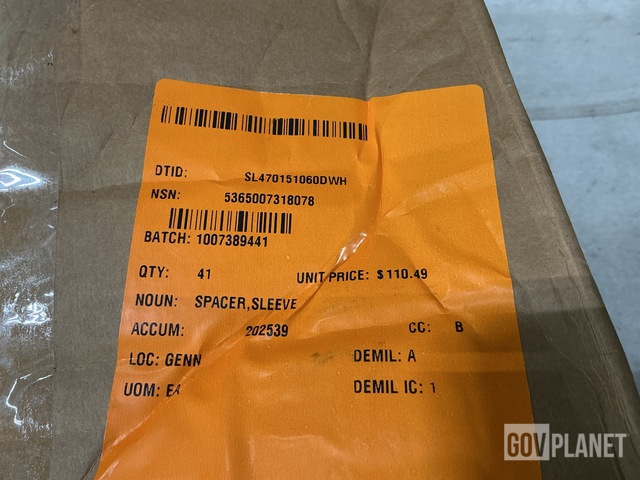 DTID: SL470151060DWH
NSN: 5365007318078
BATCH: 1007389441
QTY: 41 UNIT PRICE: $110.49
NOUN: SPACER,SLEEVE
ACCUM: 202539 CC: B
LOC: GENN DEMIL: A
UOM: EA DEMIL IC: 1
GOVPLANET